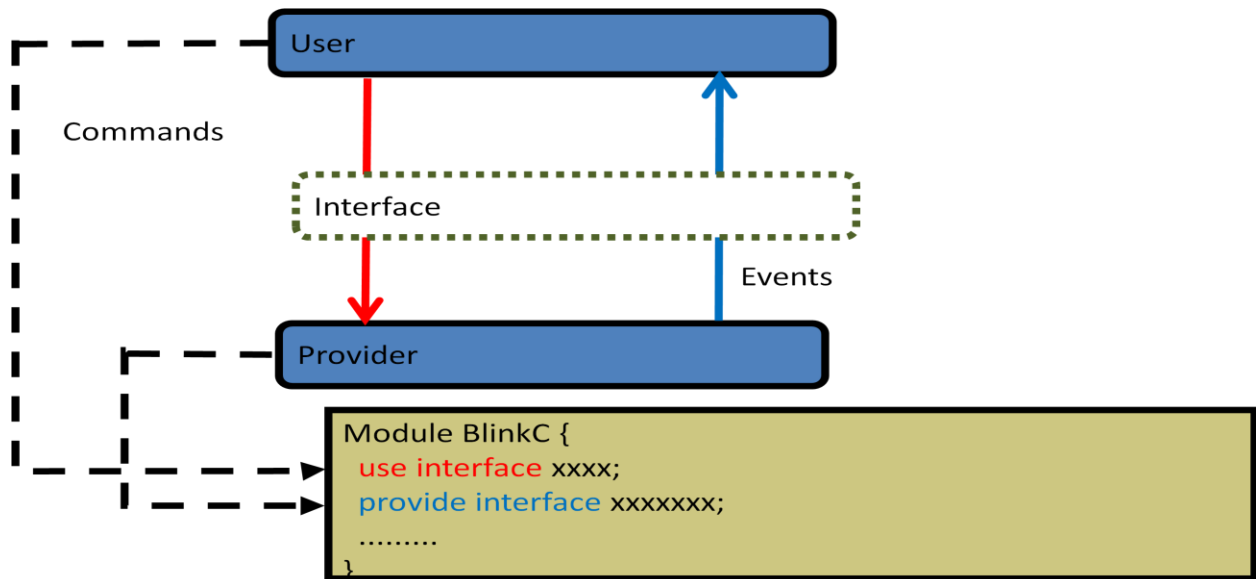 User
Commands
Interface
Events
Provider
Module BlinkC {
use interface xxxx;
provide interface xxxxxxx;
.........
}